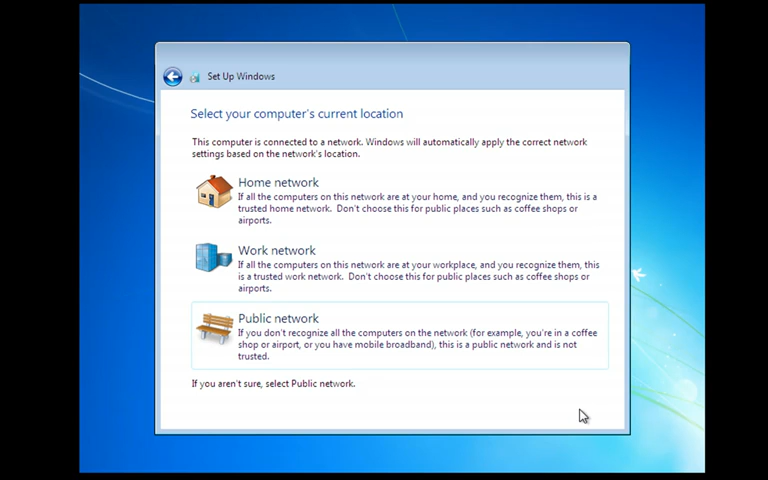 Set Up Windows
Select your computer's current location
This computer is connected to a network. Windows will automatically apply the correct network
settings based on the network's location.
Home network
If all the computers on this network are at your home, and you recognize them, this is a
trusted home network. Don't choose this for public places such as coffee shops or
airports.
Work network
If all the computers on this network are at your workplace, and you recognize them, this
is a trusted work network. Don't choose this for public places such as coffee shops or
airports.
Public network
If you don't recognize all the computers on the network (for example, you're in a coffee
shop or airport, or you have mobile broadband), this is a public network and is not
trusted.
If you aren't sure, select Public network.